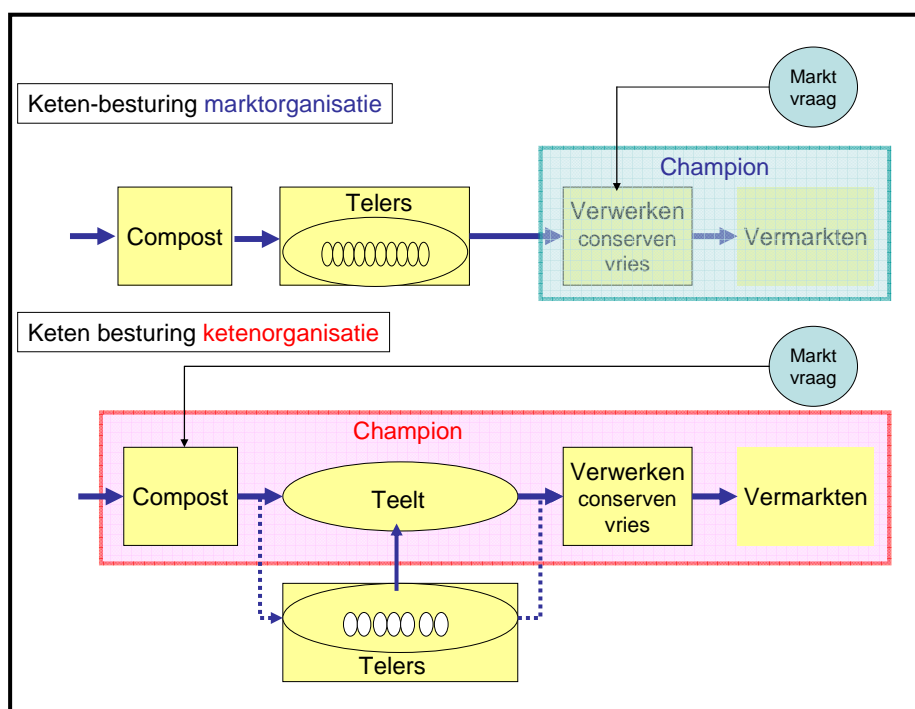 Markt
vraag
Keten-besturing marktorganisatie
Champion
Compost
Telers
Verwerken
conserven
vries
Vermarkten
Keten besturing ketenorganisatie
Markt
vraag
Champion
Compost
Teelt
Verwerken
conserven
vries
Vermarkten
Telers